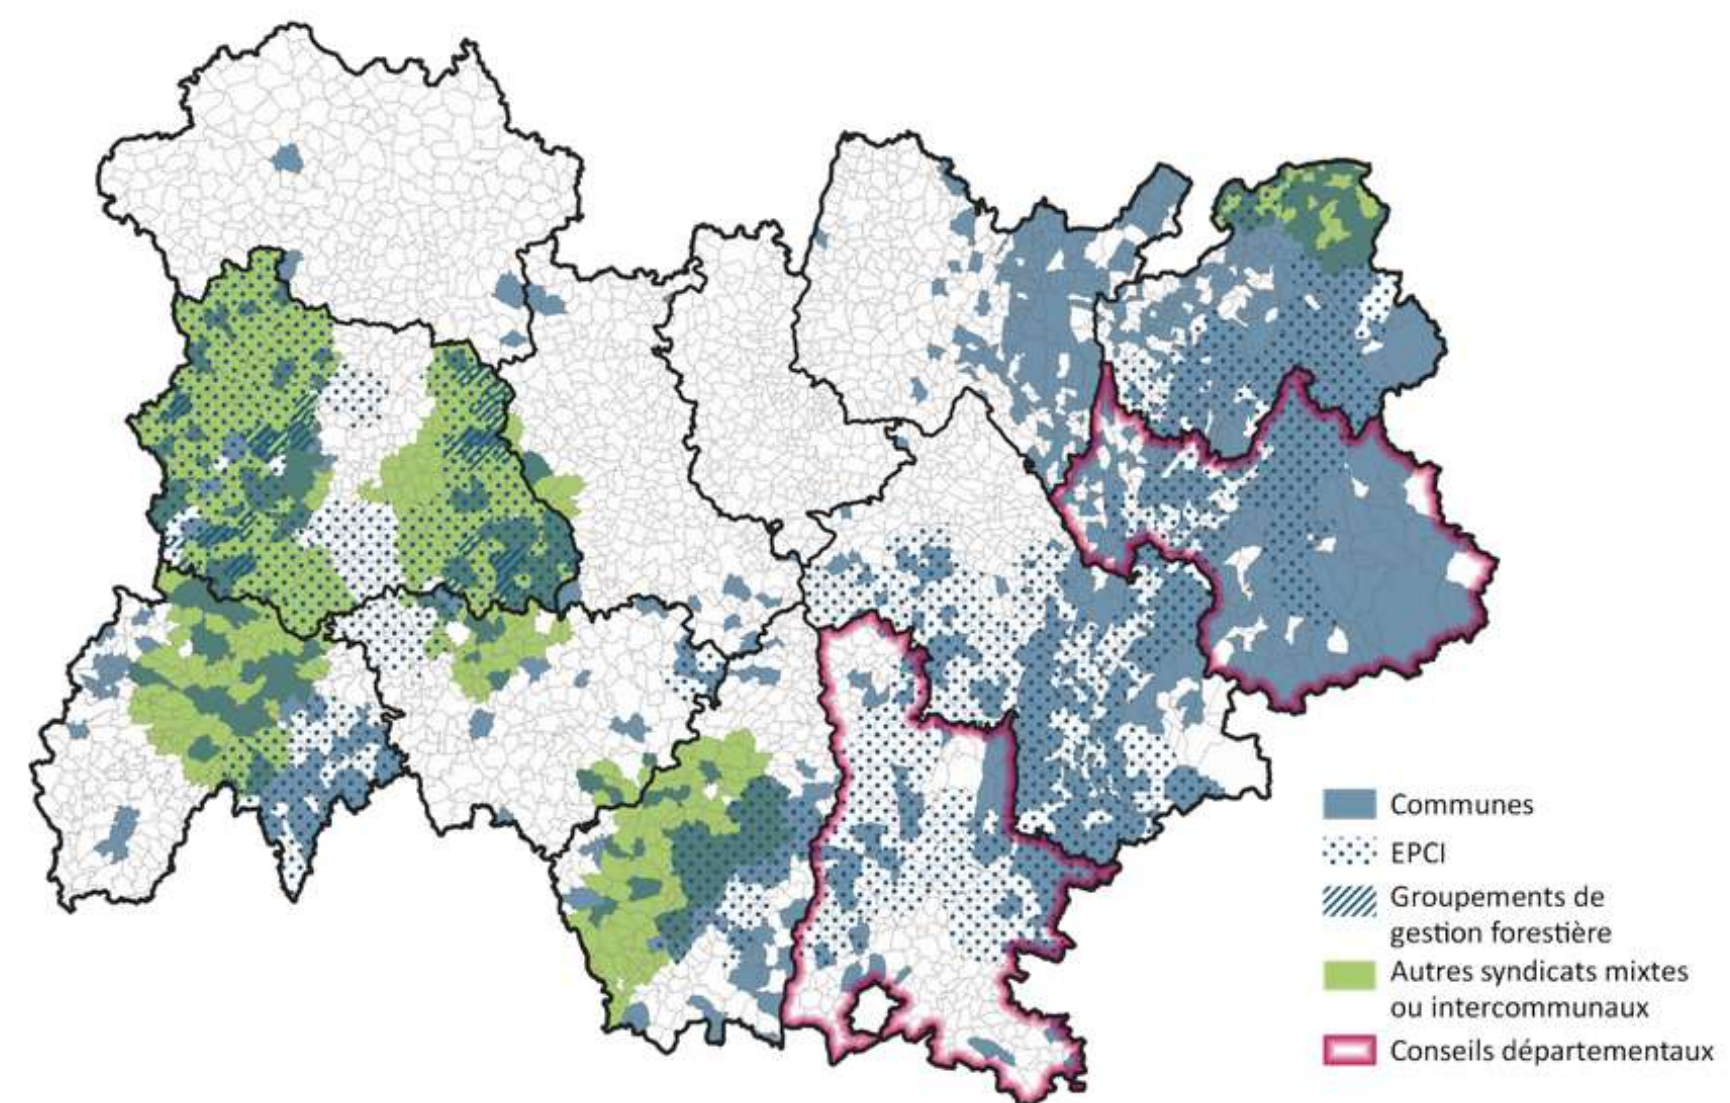 Communes
EPCI
Groupements de
gestion forestière
Autres syndicats mixtes
ou intercommunaux
Conseils départementaux